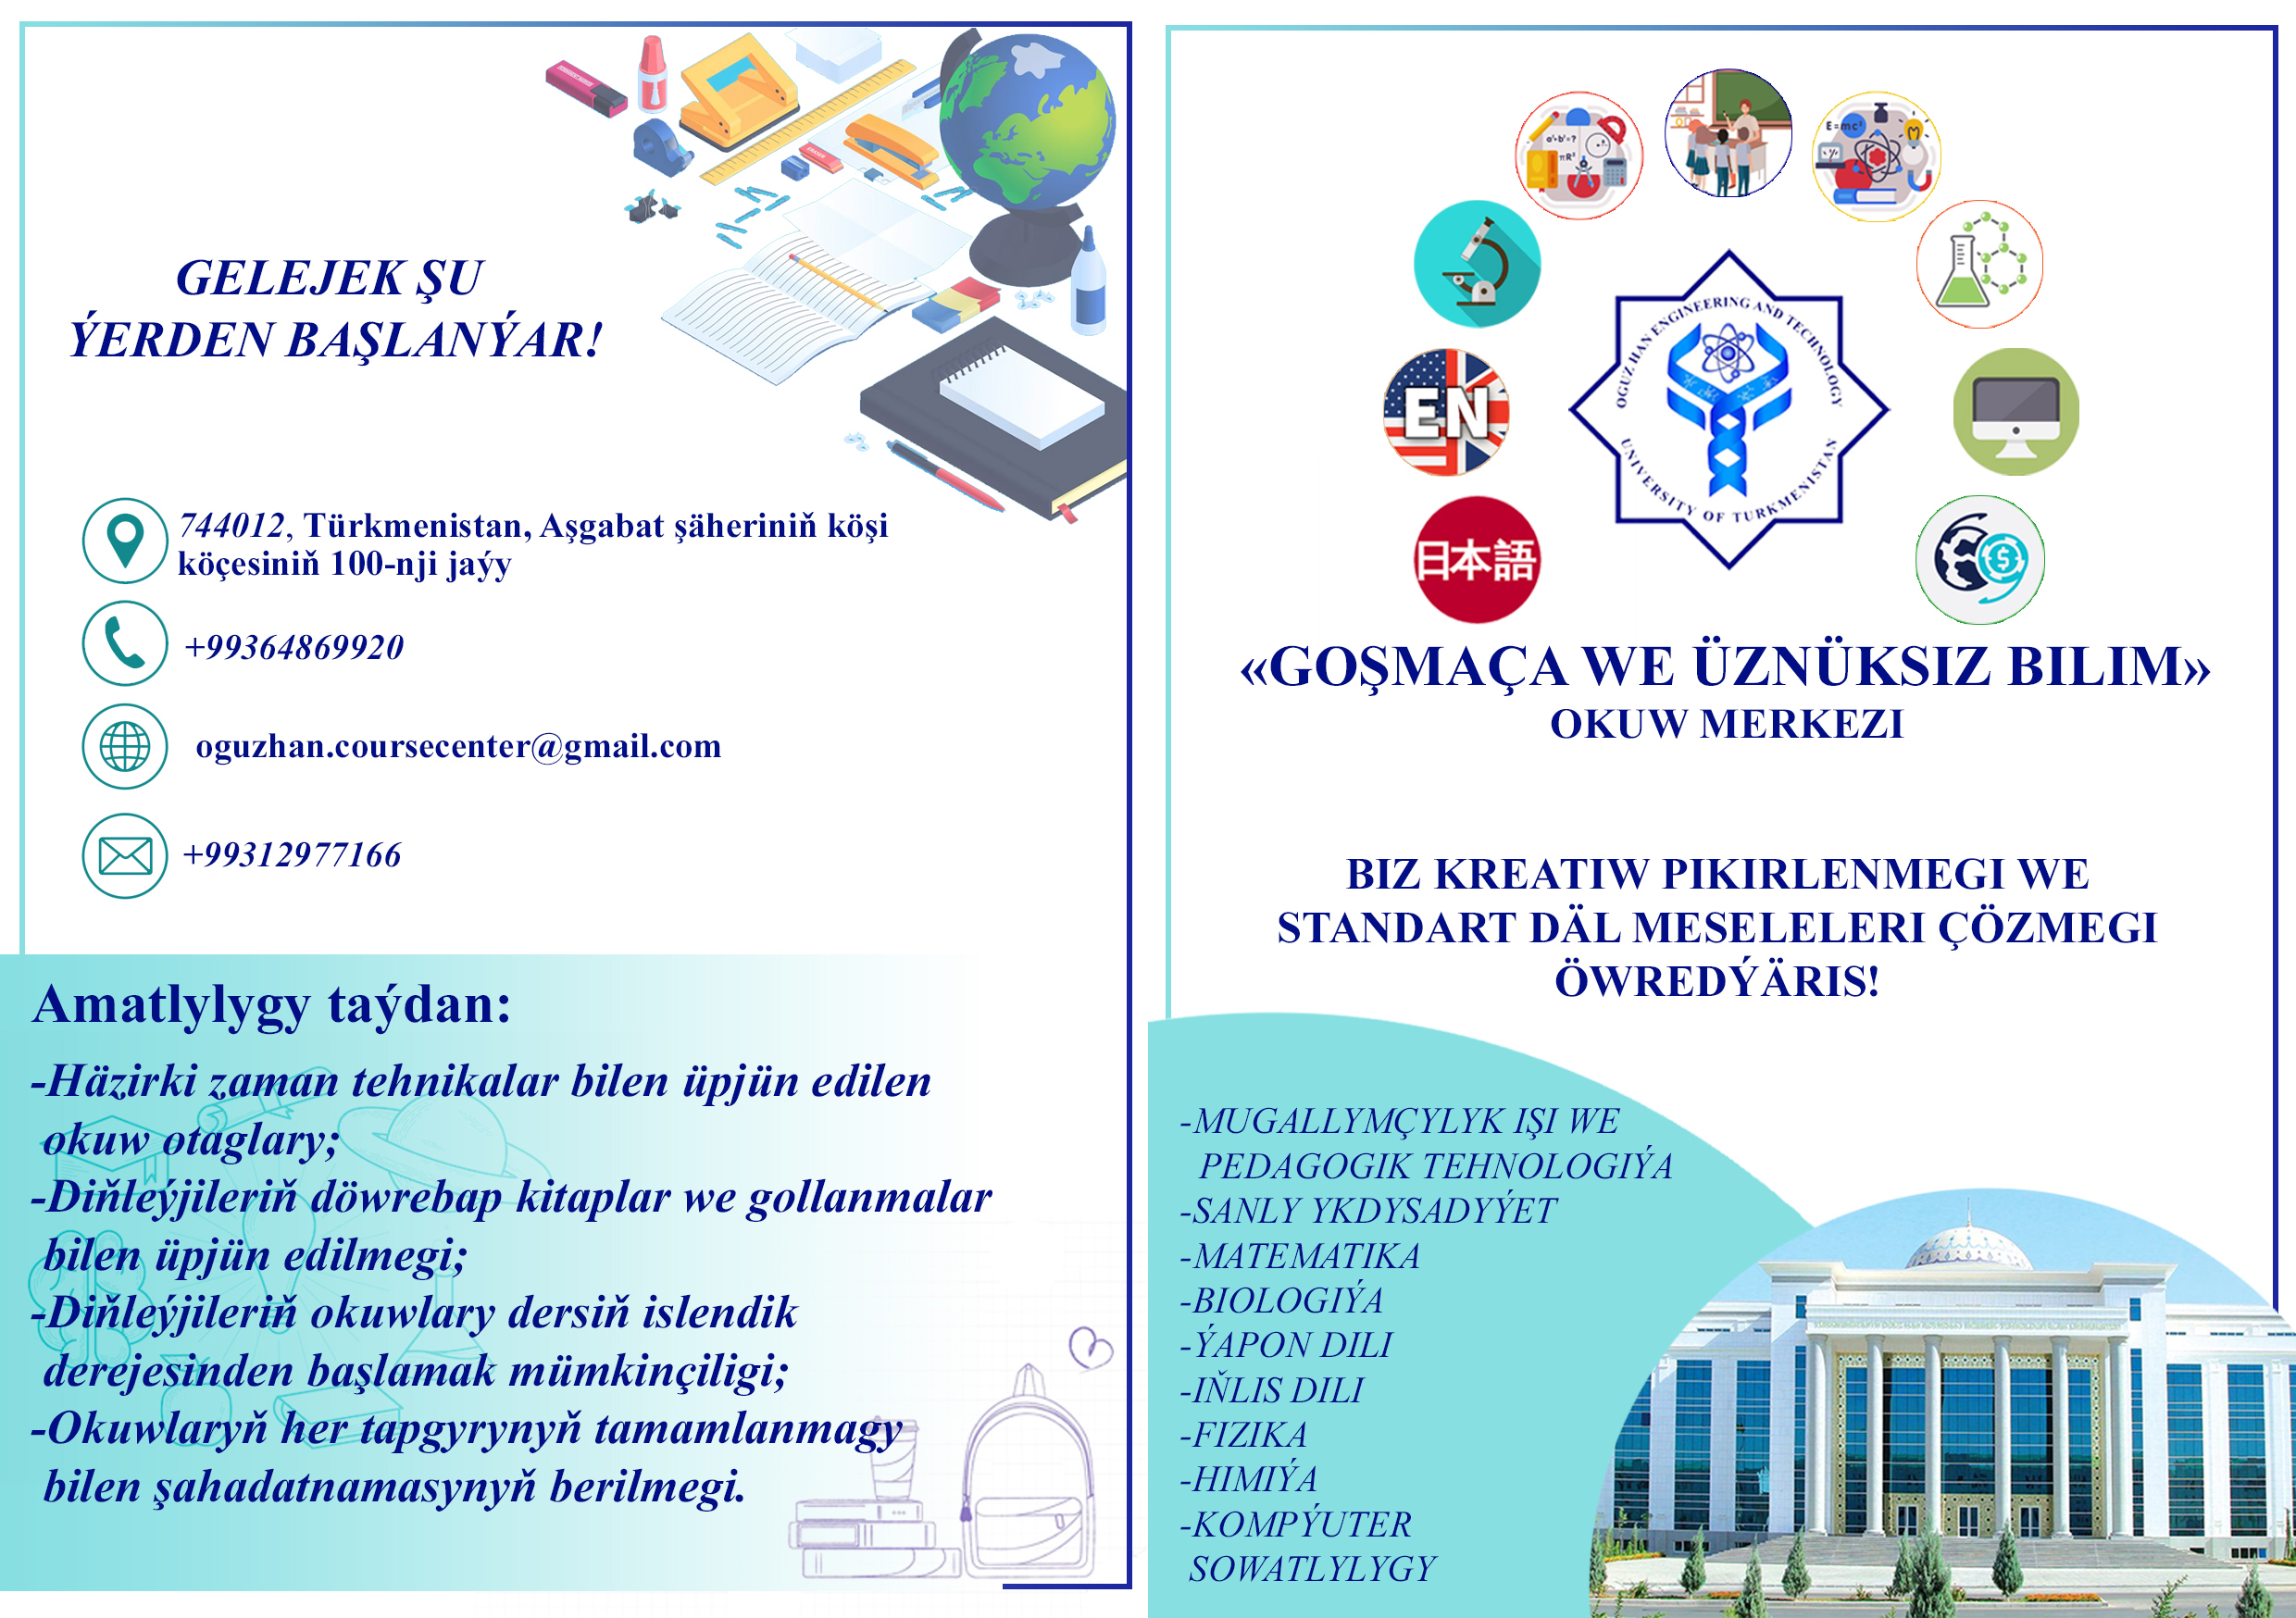 GELEJEK ŞU
ÝERDEN BAŞLANÝAR!
744012, Türkmenistan, Aşgabat şäheriniň köşi
köçesiniň 100-nji jaýy
+99364869920
oguzhan.coursecenter@gmail.com
+99312977166
Amatlylygy taýdan:
-Häzirki zaman tehnikalar bilen üpjün edilen
okuw otaglary;
-Diňleýjileriň döwrebap kitaplar we gollanmalar
bilen üpjün edilmegi;
-Diňleýjileriň okuwlary dersiň islendik
derejesinden başlamak mümkinçiligi;
-Okuwlaryň her tapgyrynyň tamamlanmagy
bilen şahadatnamasynyň berilmegi.
E=mc²
EN
日本語
OGUZ HAN ENGINEERING AND TECHNOLOGY
UNIVERSITY OF TURKMENISTAN
«GOŞMAÇA WE ÜZNÜKSIZ BILIM»
OKUW MERKEZI
BIZ KREATIW PIKIRLENMEGI WE
STANDART DÄL MESELELERI ÇÖZMEGI
ÖWREDÝÄRIS!
-MUGALLYMÇYLYK IŞI WE
PEDAGOGIK TEHNOLOGIÝA
-SANLY YKDYSADYÝET
-MATEMATIKA
-BIOLOGIÝA
-ÝAPON DILI
-IŇLIS DILI
-FIZIKA
-HIMIÝA
-KOMPÝUTER
SOWATLYLYGY